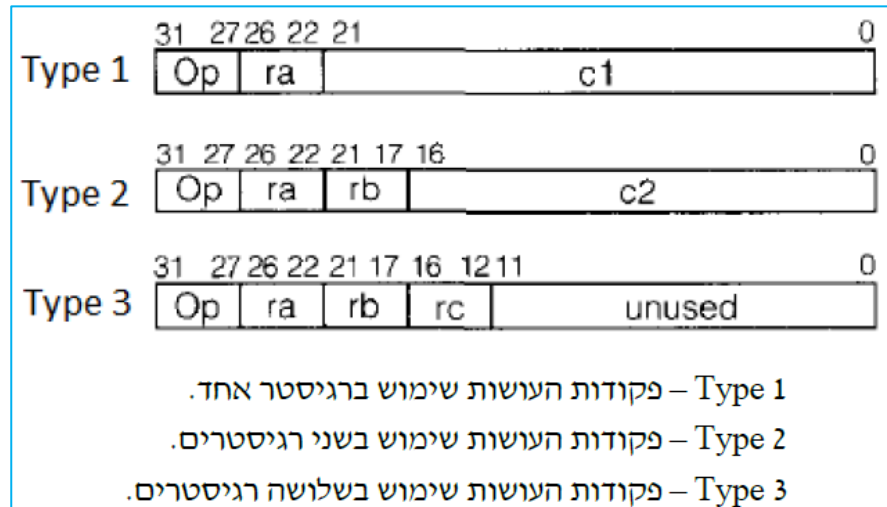 31 27 26 22 21 0
Type 1 Op ra c1
31 27 26 22 21 17 16 0
Type 2 Op ra rb c2
31 27 26 22 21 17 16 12 11 0
Type 3 Op ra rb rc unused
Type 1 – פקודות העושות שימוש ברגיסטר אחד.
Type 2 – פקודות העושות שימוש בשני רגיסטרים.
Type 3 – פקודות העושות שימוש בשלושה רגיסטרים.